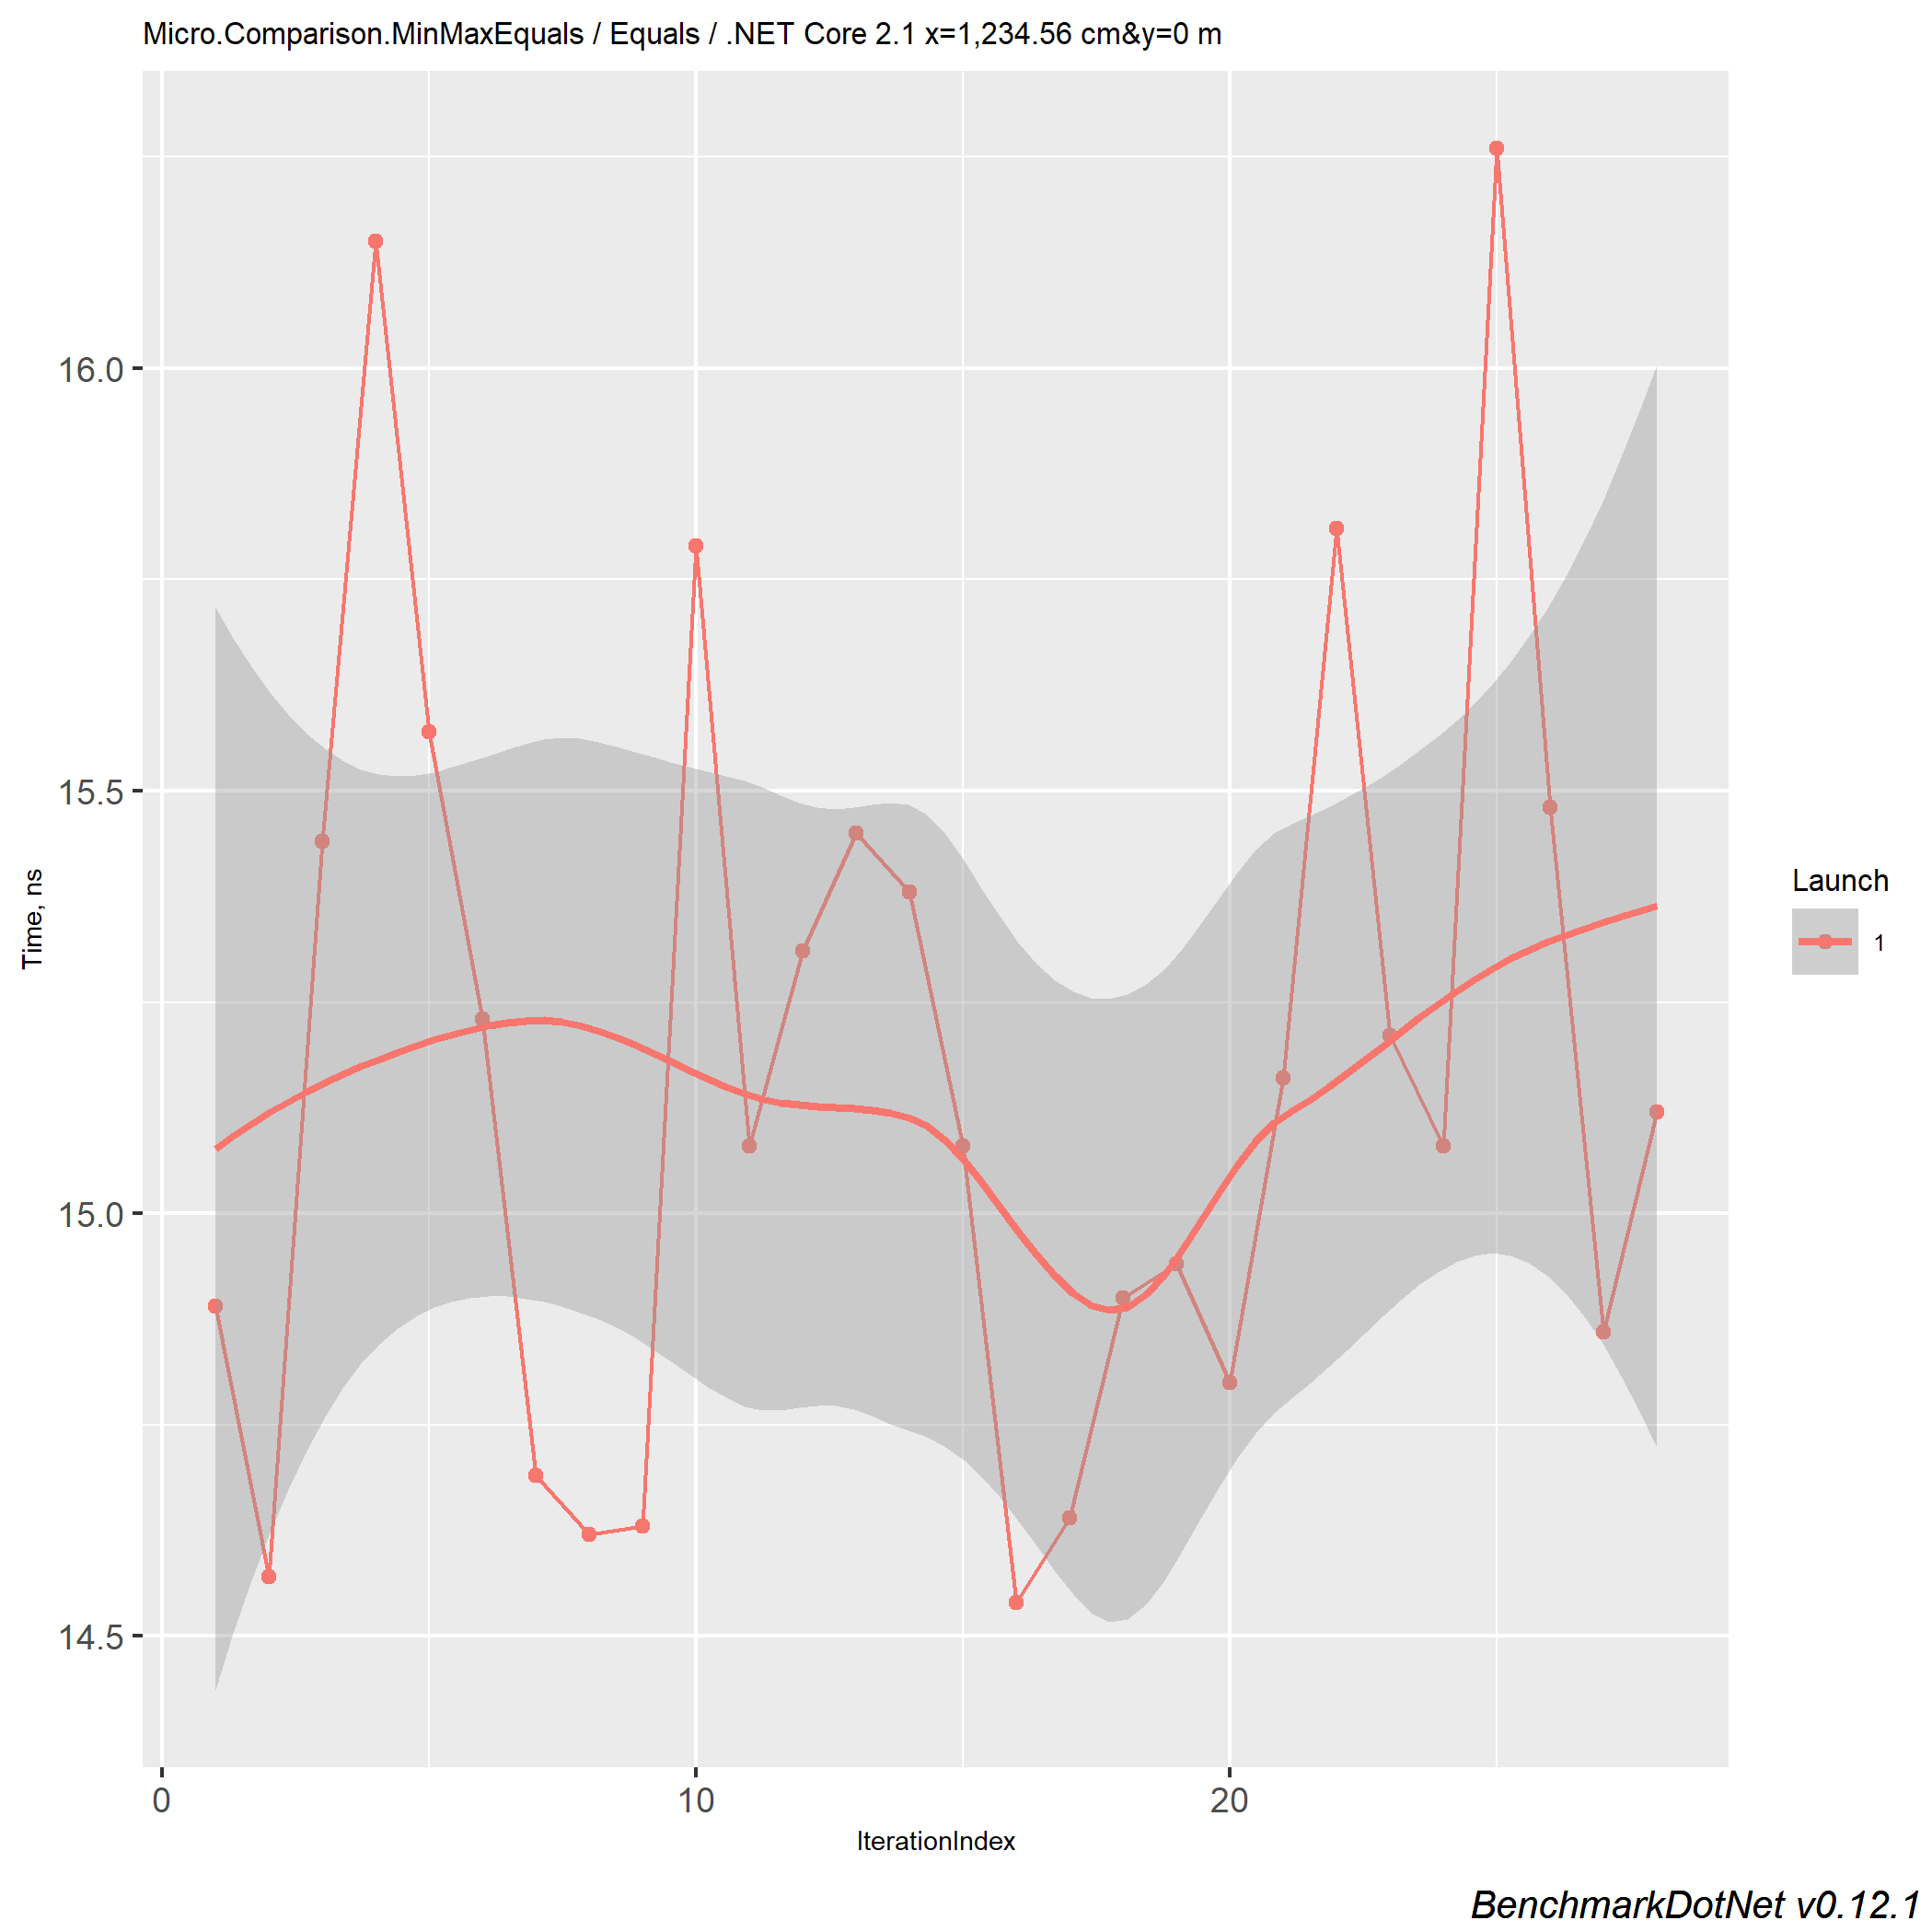 Micro.Comparison.MinMaxEquals / Equals / .NET Core 2.1 x=1,234.56 cm&y=0 m
16.0
15.5
15.0
14.5
Time, ns
0 10 20
IterationIndex
Launch
1
BenchmarkDotNet v0.12.1